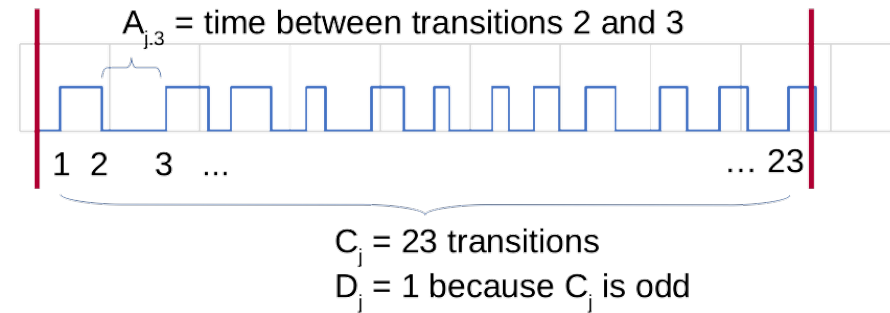 A_j.3 = time between transitions 2 and 3
1 2 3 ... ... 23
C_j = 23 transitions
D_j = 1 because C_j is odd